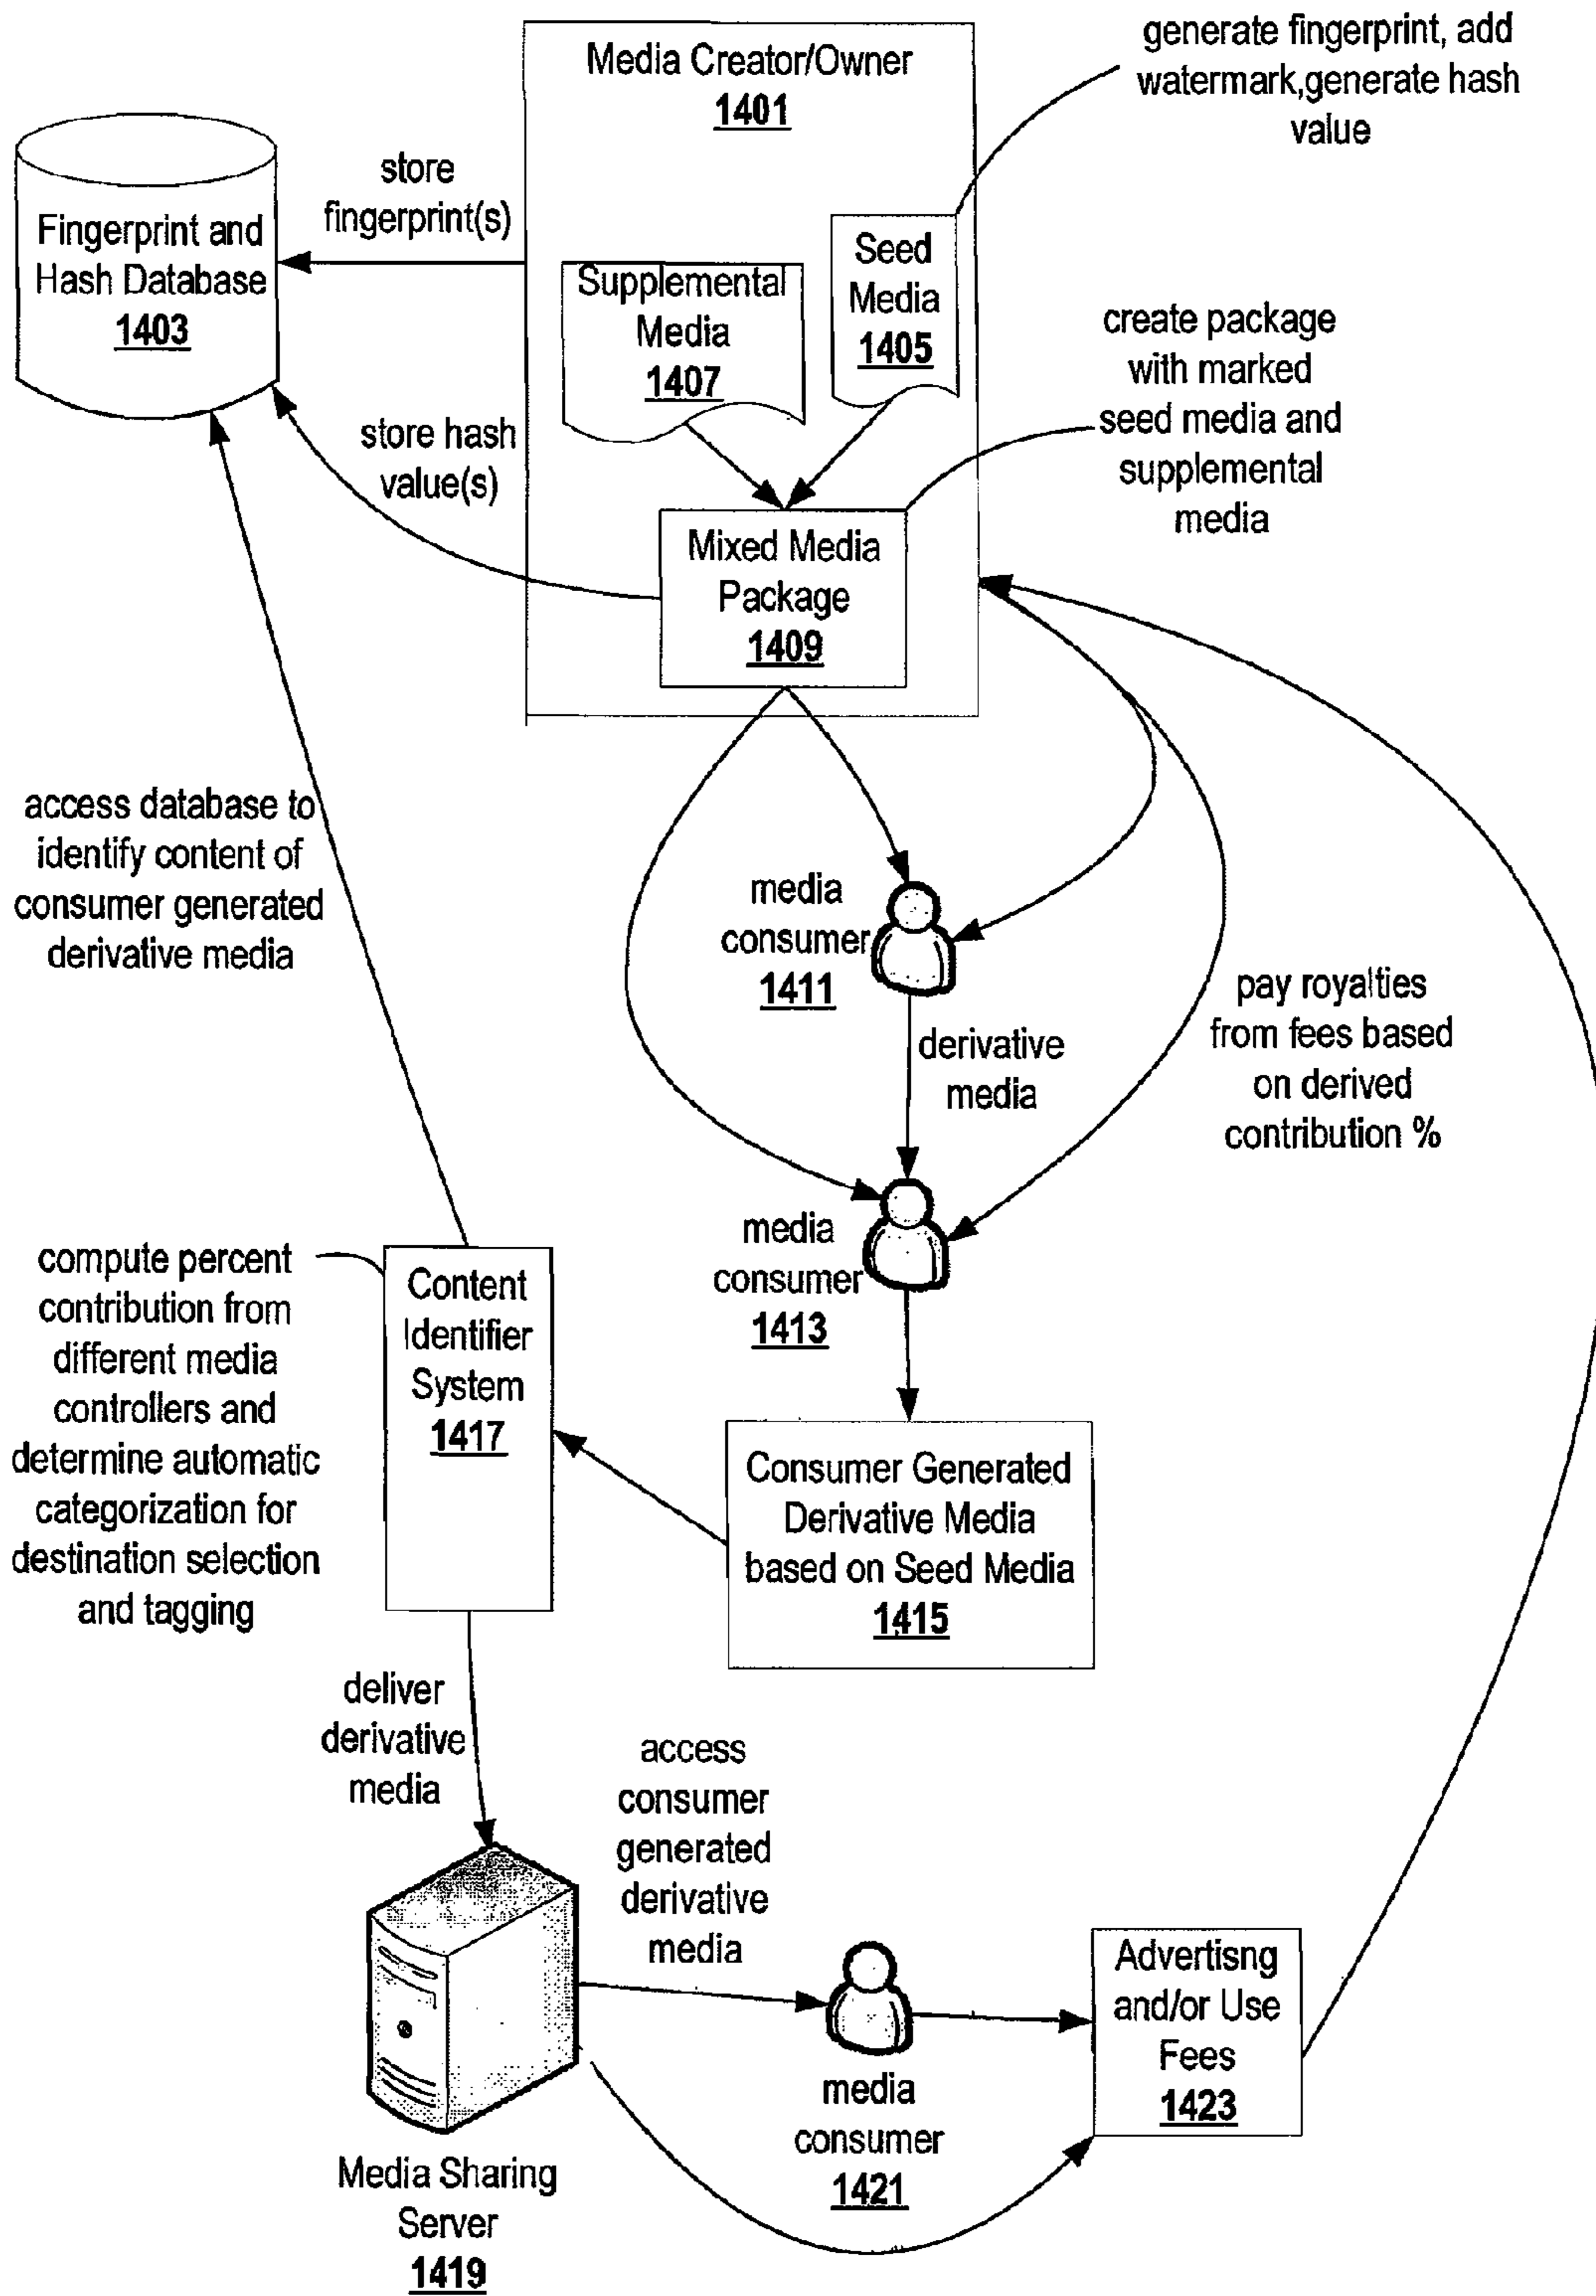 Media Creator/Owner
1401
generate fingerprint, add
watermark,generate hash
value
store
fingerprint(s)
Fingerprint and
Hash Database
1403
Seed
Media
1405
Supplemental
Media
1407
create package
with marked
seed media and
supplemental
media
store hash
value(s)
Mixed Media
Package
1409
access database to
identify content of
consumer generated
derivative media
media
consumer
1411
derivative
media
pay royalties
from fees based
on derived
contribution %
media
consumer
1413
compute percent
contribution from
different media
controllers and
determine automatic
categorization for
destination selection
and tagging
Content
Identifier
System
1417
Consumer Generated
Derivative Media
based on Seed Media
1415
deliver
derivative
media
access
consumer
generated
derivative
media
Advertisng
and/or Use
Fees
1423
media
consumer
1421
Media Sharing
Server
1419